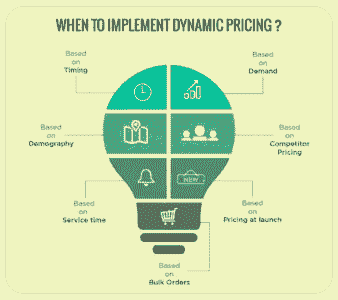 WHEN TO IMPLEMENT DYNAMIC PRICING ?
Based
on
Timing
Based
on
Demand
Based
on
Demography
Based
on
Competitor
Pricing
Based
on
Service time
NEW
Based
on
Pricing at launch
Based
on
Bulk Orders